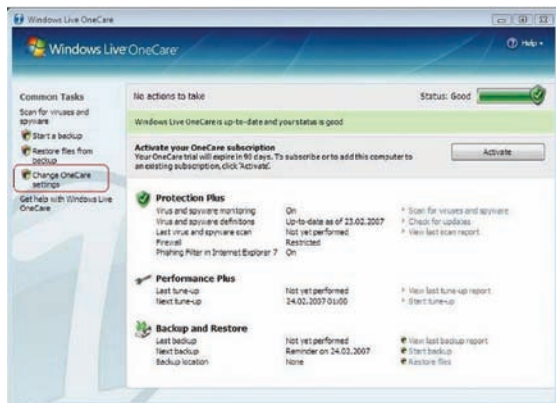 Windows Live OneCare
Windows Live OneCare
Help
Common Tasks
Scan for viruses and
spyware
Start a backup
Restore files from
backup
Change OneCare
settings
Get help with Windows Live
OneCare
No actions to take
Status: Good
Windows Live OneCare is up-to-date and your status is good
Activate your OneCare subscription
Your OneCare trial will expire in 90 days. To subscribe or to add this computer to
an existing subscription, click 'Activate'.
Activate
Protection Plus
Virus and spyware monitoring On Scan for viruses and spyware
Virus and spyware definitions Up-to-date as of 23.02.2007 Check for updates
Last virus and spyware scan Not yet performed View last scan report
Firewall Restricted
Phishing Filter in Internet Explorer 7 On
Performance Plus
Last tune-up Not yet performed View last tune-up report
Next tune-up 24.02.2007 01:00 Start tune-up
Backup and Restore
Last backup Not yet performed View last backup report
Next backup Reminder on 24.03.2007 Start backup
Backup location None Restore files